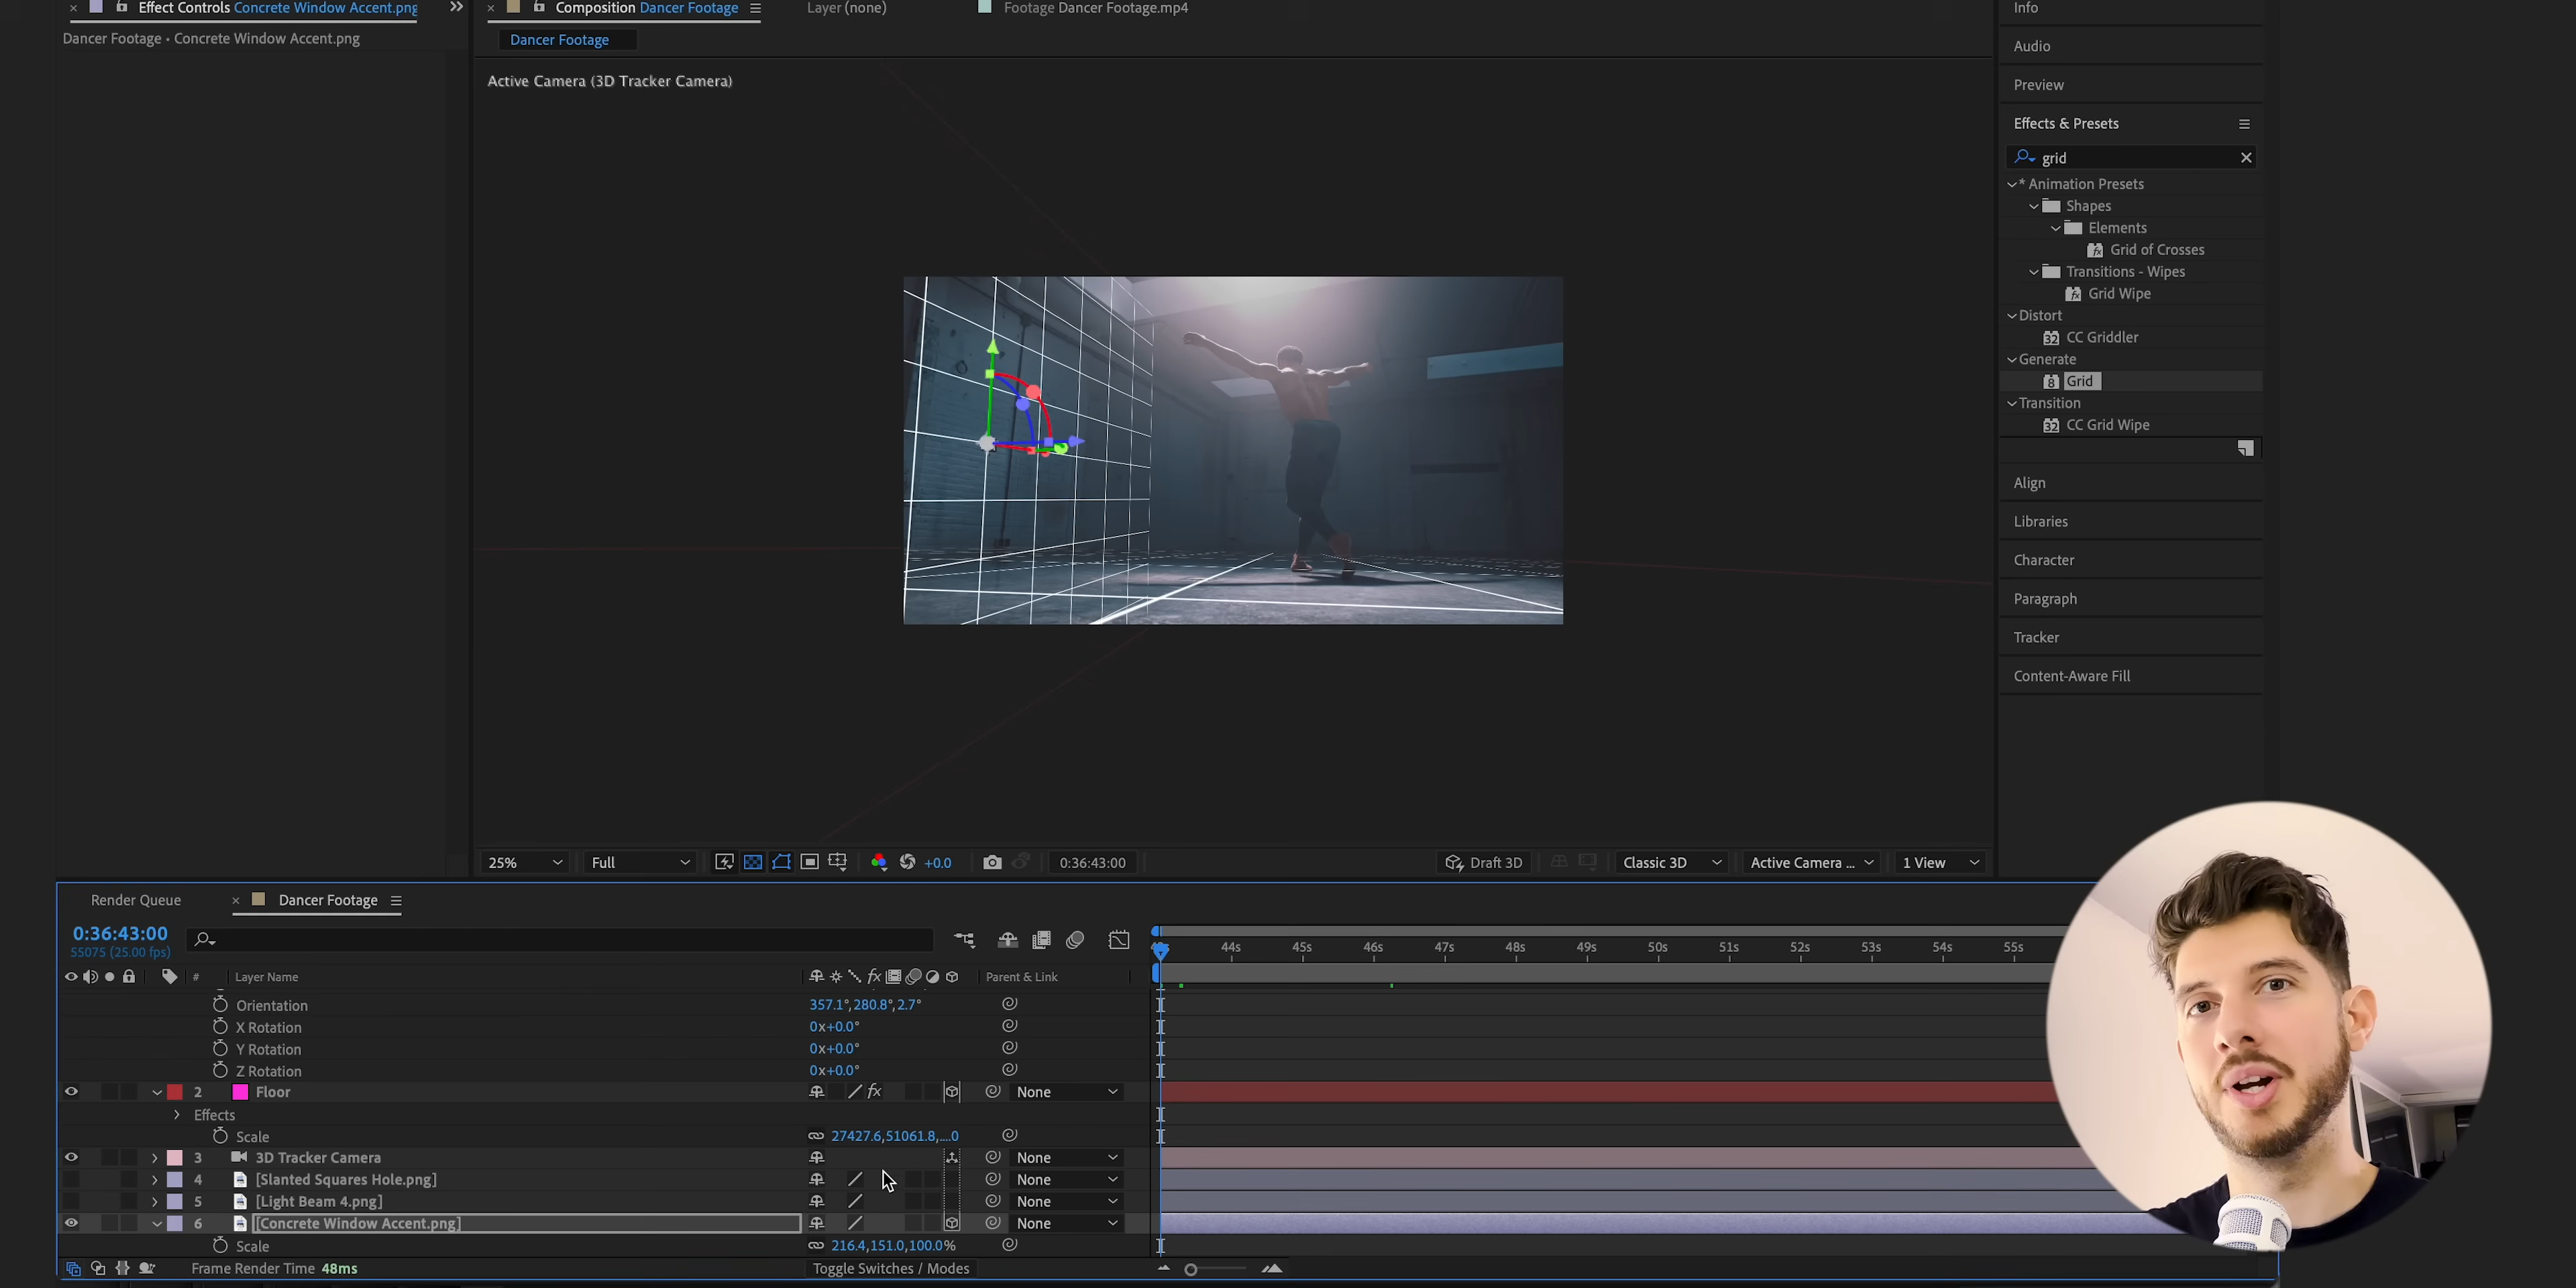 Effect Controls Concrete Window Accent.png
Composition Dancer Footage
Layer (none)
Footage Dancer Footage.mp4
Info
Dancer Footage • Concrete Window Accent.png
Dancer Footage
Audio
Active Camera (3D Tracker Camera)
Preview
Effects & Presets
grid
* Animation Presets
Shapes
Elements
Grid of Crosses
Transitions - Wipes
Grid Wipe
Distort
32 CC Griddler
Generate
8 Grid
Transition
32 CC Grid Wipe
Align
Libraries
Character
Paragraph
Tracker
Content-Aware Fill
25%
Full
+0.0
0:36:43:00
Draft 3D
Classic 3D
Active Camera ...
1 View
Render Queue
Dancer Footage
0:36:43:00
55075 (25.00 fps)
44s 45s 46s 47s 48s 49s 50s 51s 52s 53s 54s 55s
# Layer Name
fx
Parent & Link
Orientation 357.1°,280.8°,2.7°
X Rotation 0x+0.0°
Y Rotation 0x+0.0°
Z Rotation 0x+0.0°
2 Floor fx None
Effects
Scale 27427.6,51061.8,....0
3 3D Tracker Camera None
4 [Slanted Squares Hole.png] None
5 [Light Beam 4.png] None
6 [Concrete Window Accent.png] None
Scale 216.4,151.0,100.0%
Frame Render Time 48ms
Toggle Switches / Modes